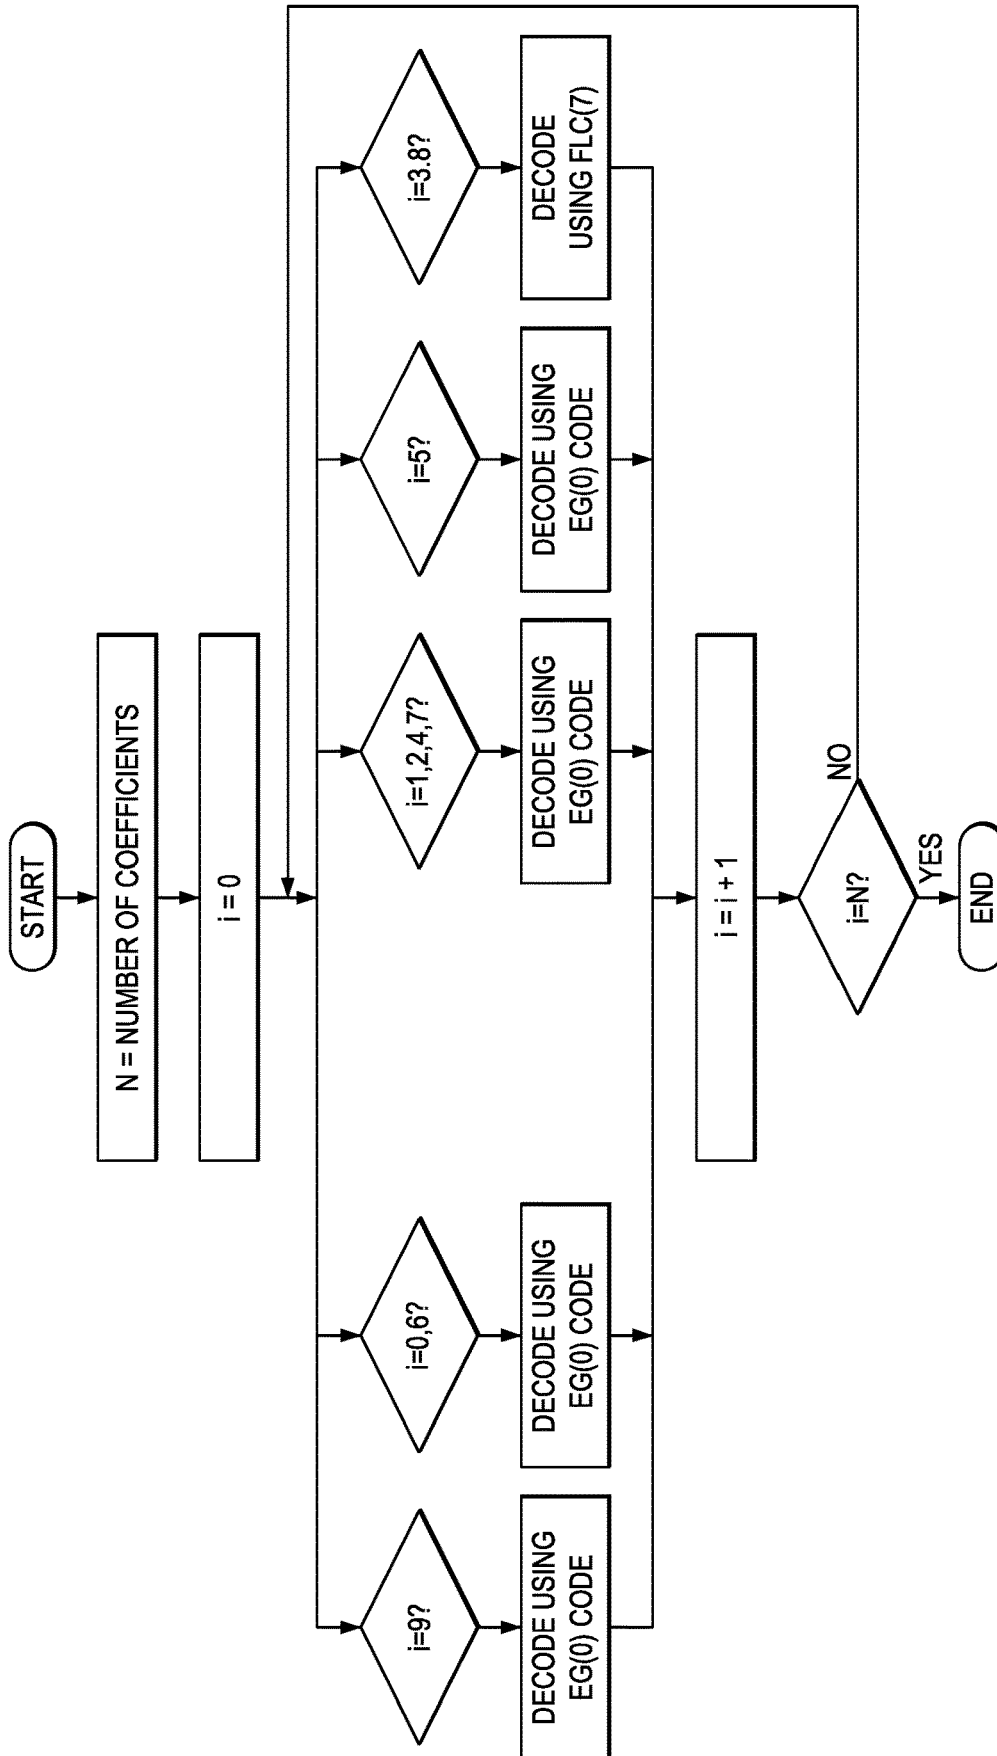 START
N = NUMBER OF COEFFICIENTS
i = 0
i=9?
i=0,6?
i=1,2,4,7?
i=5?
i=3.8?
DECODE USING
EG(0) CODE
DECODE USING
EG(0) CODE
DECODE USING
EG(0) CODE
DECODE USING
EG(0) CODE
DECODE
USING FLC(7)
i = i + 1
i=N?
NO
YES
END